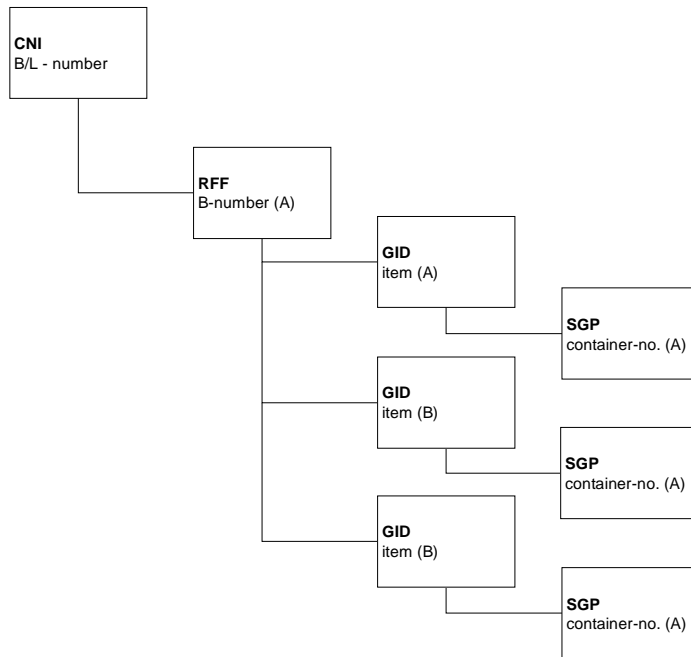 CNI
B/L - number
RFF
B-number (A)
GID
item (A)
SGP
container-no. (A)
GID
item (B)
SGP
container-no. (A)
GID
item (B)
SGP
container-no. (A)